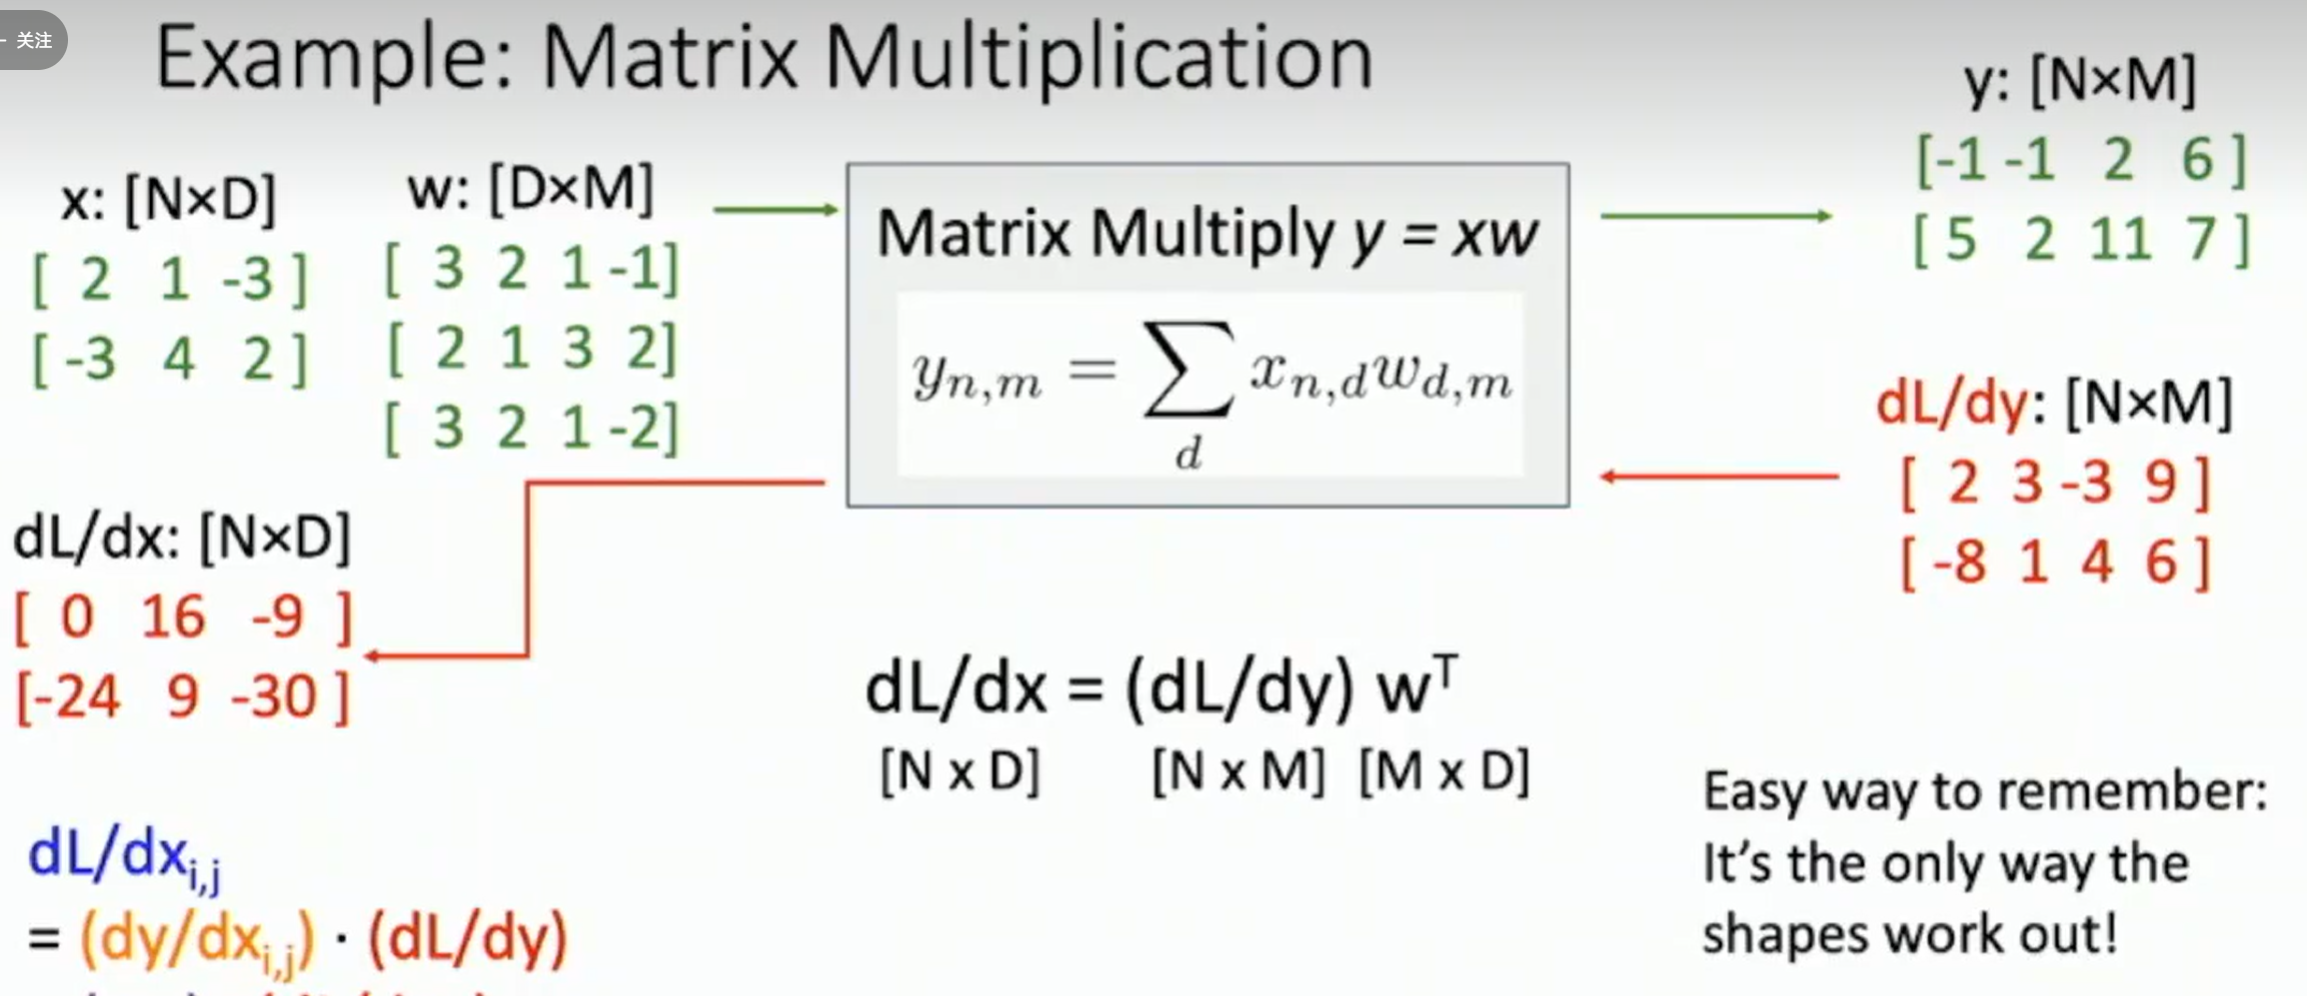 - 关注
Example: Matrix Multiplication
x: [N×D]
[ 2 1 -3 ]
[ -3 4 2 ]
w: [D×M]
[ 3 2 1 -1]
[ 2 1 3 2]
[ 3 2 1 -2]
Matrix Multiply y = xw
y_{n,m} = \sum_d x_{n,d} w_{d,m}
y: [N×M]
[-1 -1 2 6 ]
[ 5 2 11 7 ]
dL/dy: [N×M]
[ 2 3 -3 9 ]
[ -8 1 4 6 ]
dL/dx: [N×D]
[ 0 16 -9 ]
[-24 9 -30 ]
dL/dx = (dL/dy) wᵀ
[N x D] [N x M] [M x D]
dL/dx_{i,j}
= (dy/dx_{i,j}) · (dL/dy)
Easy way to remember:
It's the only way the
shapes work out!